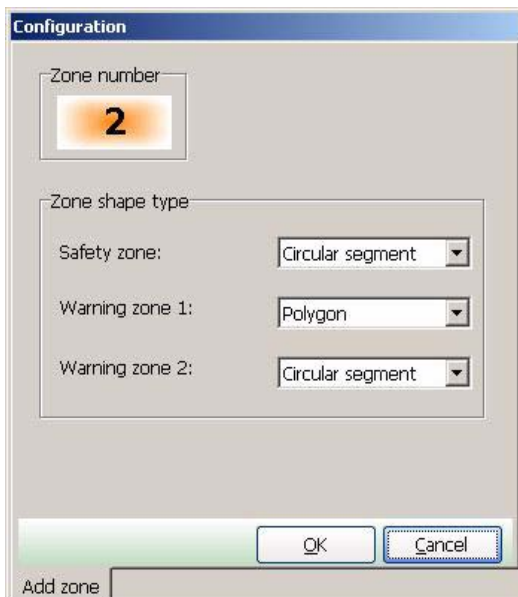 Configuration
Zone number
2
Zone shape type
Safety zone: Circular segment
Warning zone 1: Polygon
Warning zone 2: Circular segment
OK Cancel
Add zone